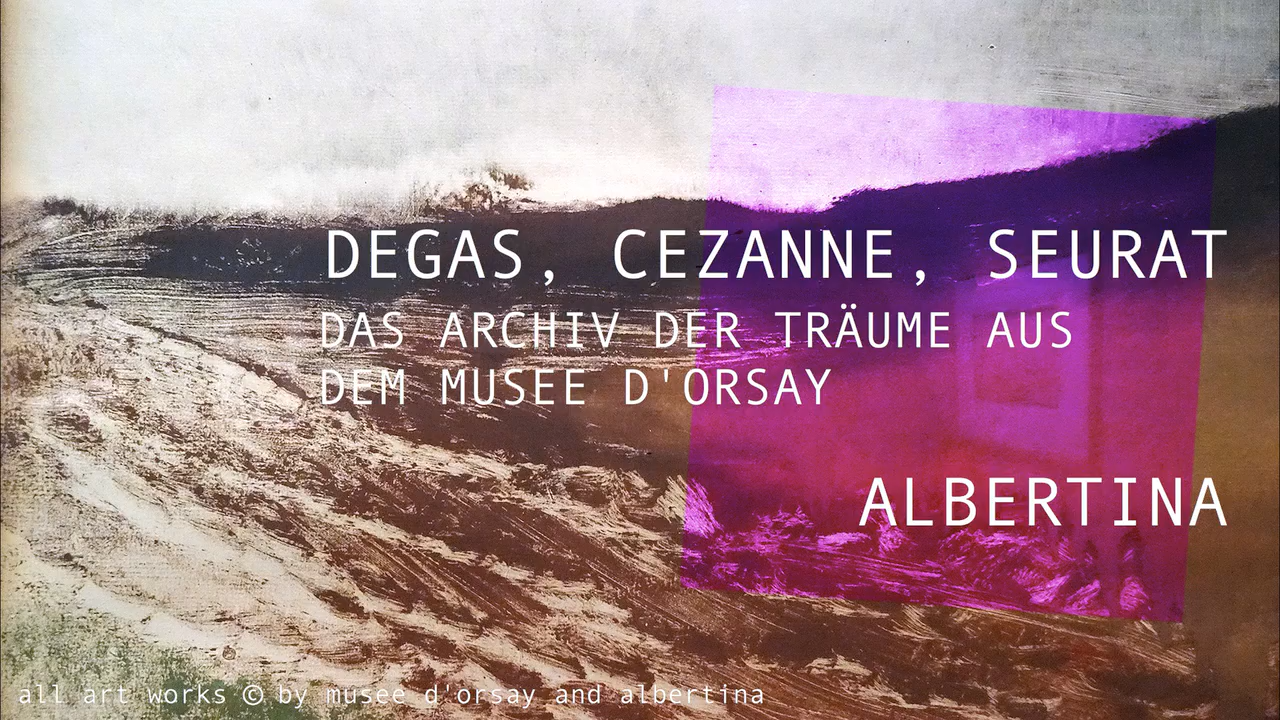 DEGAS, CEZANNE, SEURAT
DAS ARCHIV DER TRÄUME AUS
DEM MUSEE D'ORSAY
ALBERTINA
all art works © by musee d'orsay and albertina